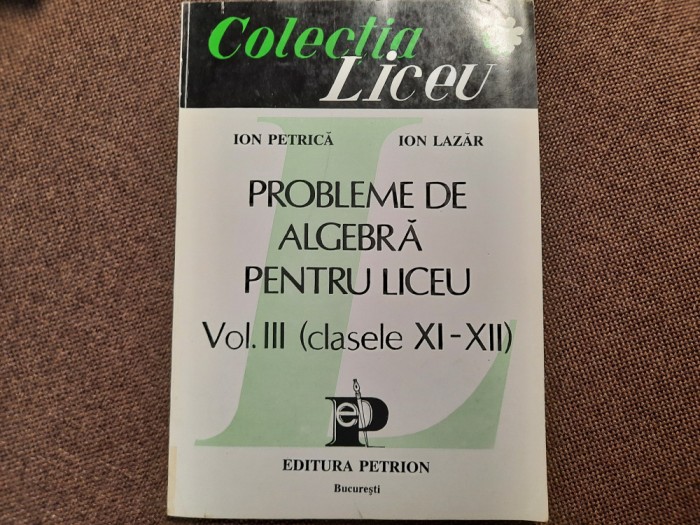 Colecția
Liceu
ION PETRICĂ ION LAZĂR
PROBLEME DE
ALGEBRĂ
PENTRU LICEU
Vol. III (clasele XI-XII)
eP
EDITURA PETRION
București